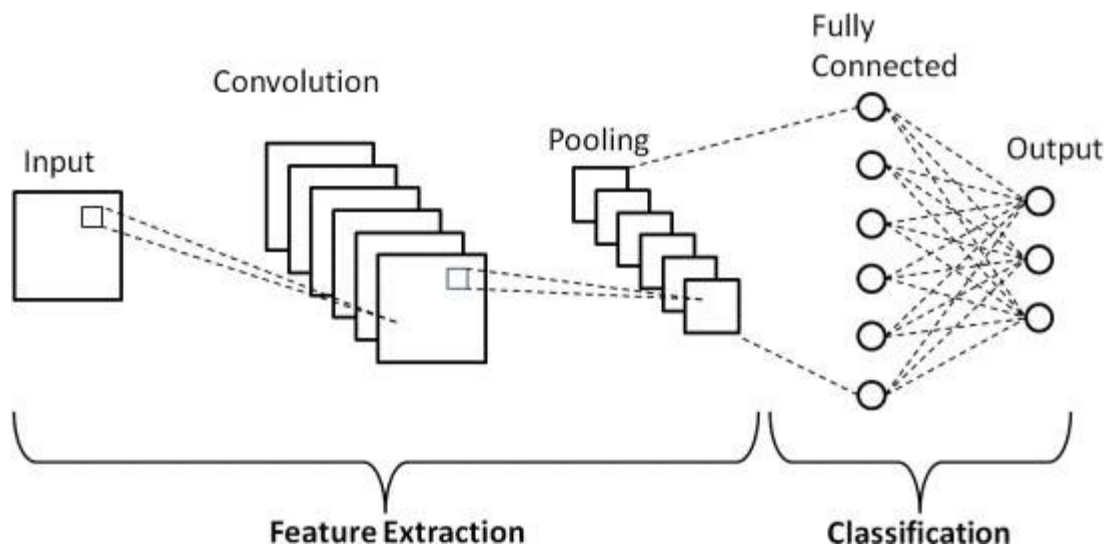 Fully
Connected
Convolution
Pooling
Input
Output
Feature Extraction
Classification